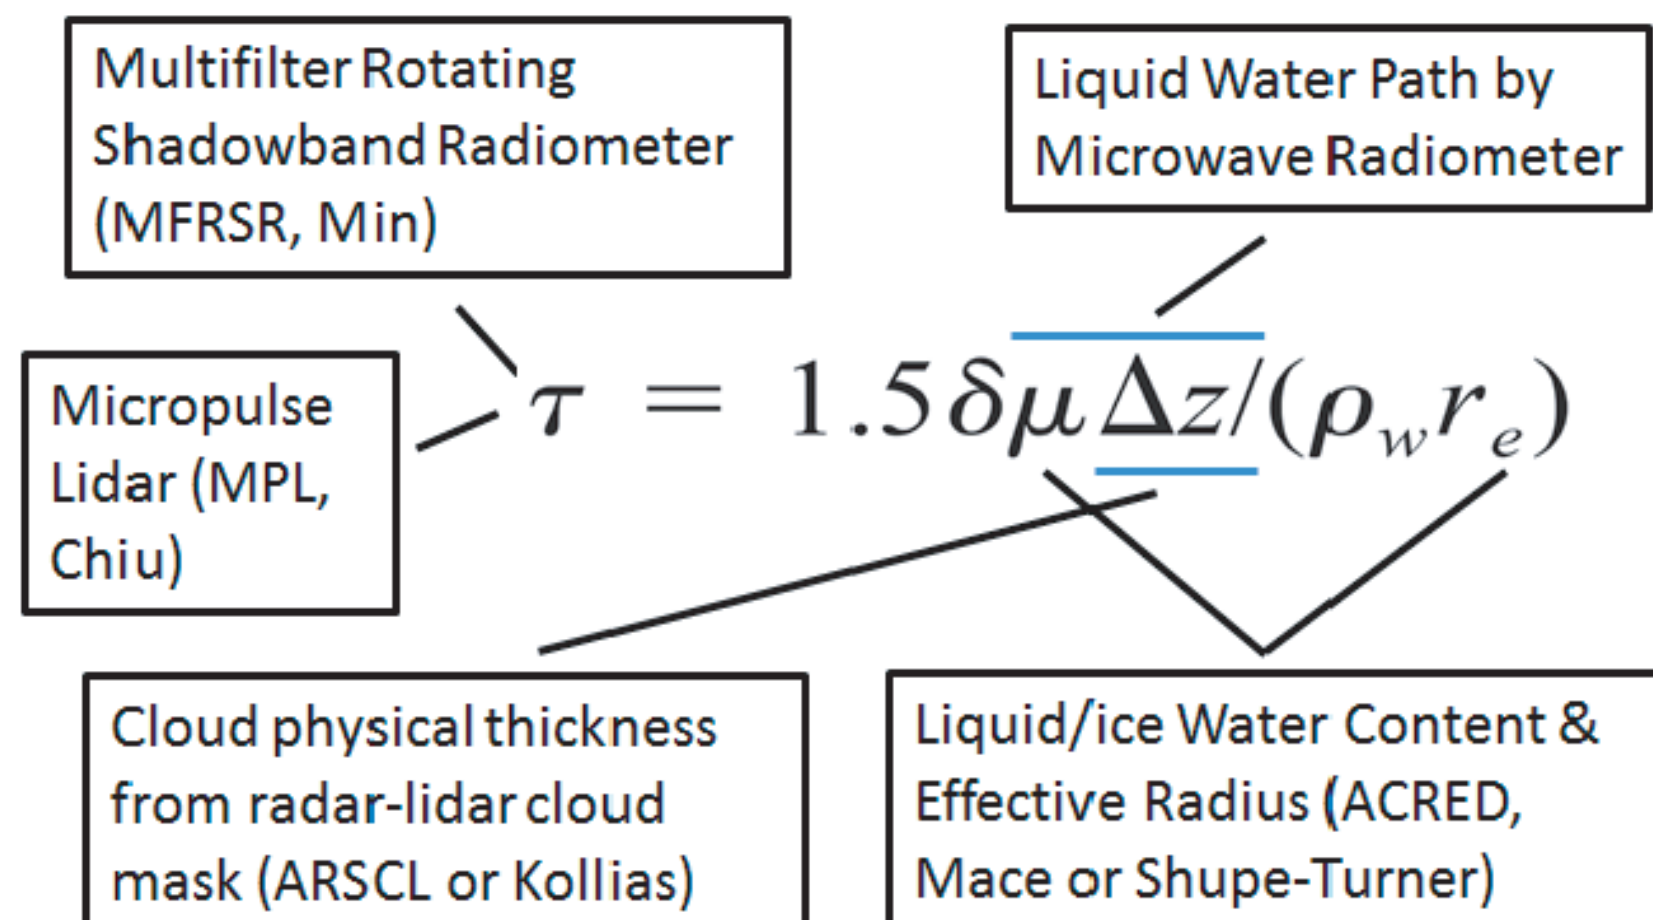 Multifilter Rotating
Shadowband Radiometer
(MFRSR, Min)
Liquid Water Path by
Microwave Radiometer
Micropulse
Lidar (MPL,
Chiu)
τ = 1.5δμΔz/(ρ_w r_e)
Cloud physical thickness
from radar-lidar cloud
mask (ARSCL or Kollias)
Liquid/ice Water Content &
Effective Radius (ACRED,
Mace or Shupe-Turner)